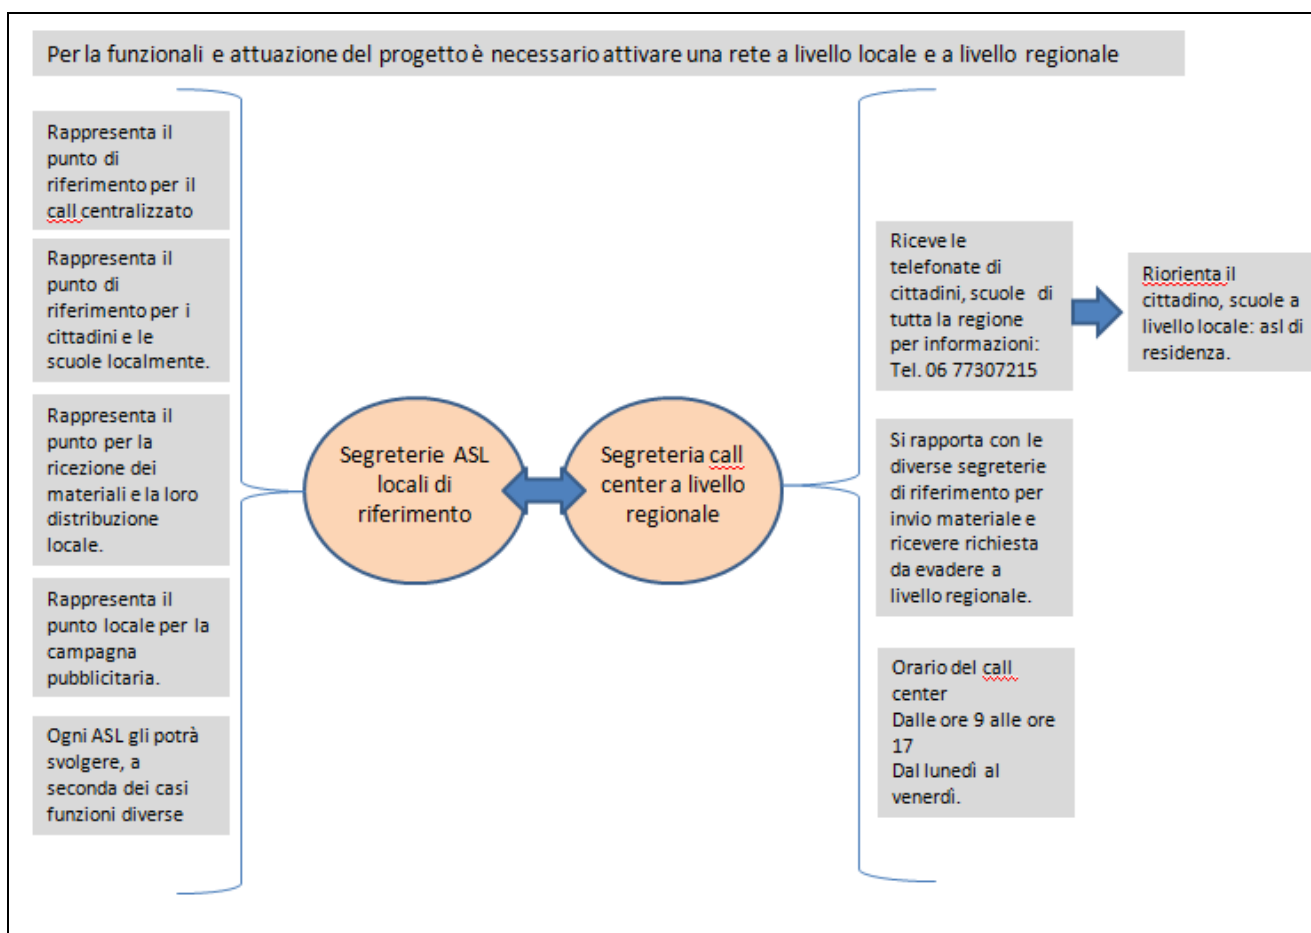 Per la funzionali e attuazione del progetto è necessario attivare una rete a livello locale e a livello regionale
Rappresenta il
punto di
riferimento per il
call centralizzato
Rappresenta il
punto di
riferimento per i
cittadini e le
scuole localmente.
Rappresenta il
punto per la
ricezione dei
materiali e la loro
distribuzione
locale.
Rappresenta il
punto locale per la
campagna
pubblicitaria.
Ogni ASL gli potrà
svolgere, a
seconda dei casi
funzioni diverse
Segreterie ASL
locali di
riferimento
Segreteria call
center a livello
regionale
Riceve le
telefonate di
cittadini, scuole di
tutta la regione
per informazioni:
Tel. 06 77307215
Riorienta il
cittadino, scuole a
livello locale: asl di
residenza.
Si rapporta con le
diverse segreterie
di riferimento per
invio materiale e
ricevere richiesta
da evadere a
livello regionale.
Orario del call
center
Dalle ore 9 alle ore
17
Dal lunedì al
venerdì.